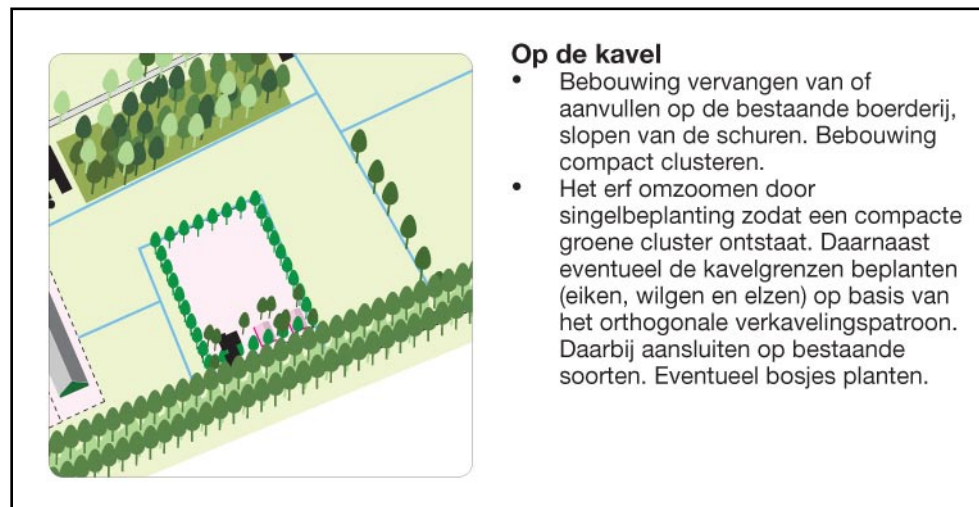 Op de kavel
• Bebouwing vervangen van of
aanvullen op de bestaande boerderij,
slopen van de schuren. Bebouwing
compact clusteren.
• Het erf omzoomen door
singelbeplanting zodat een compacte
groene cluster ontstaat. Daarnaast
eventueel de kavelgrenzen beplanten
(eiken, wilgen en elzen) op basis van
het orthogonale verkavelingspatroon.
Daarbij aansluiten op bestaande
soorten. Eventueel bosjes planten.